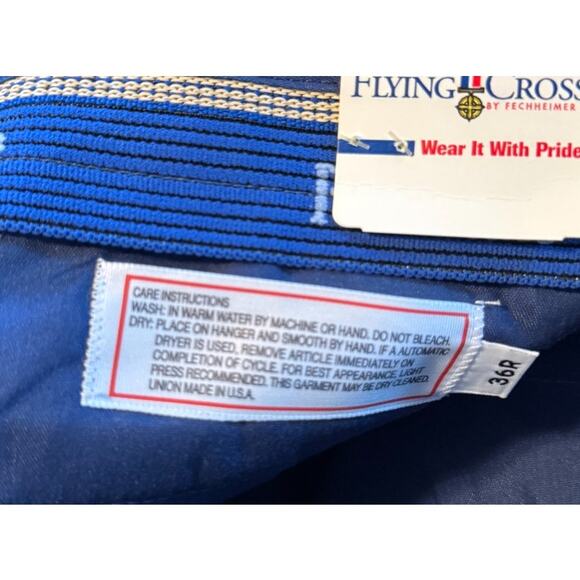 FLYING CROSS
BY FECHHEIMER
Wear It With Pride
CARE INSTRUCTIONS
WASH: IN WARM WATER BY MACHINE OR HAND. DO NOT BLEACH.
DRY: PLACE ON HANGER AND SMOOTH BY HAND. IF A AUTOMATIC
DRYER IS USED, REMOVE ARTICLE IMMEDIATELY ON
COMPLETION OF CYCLE. FOR BEST APPEARANCE, LIGHT
PRESS RECOMMENDED. THIS GARMENT MAY BE DRY CLEANED.
UNION MADE IN U.S.A.
36R